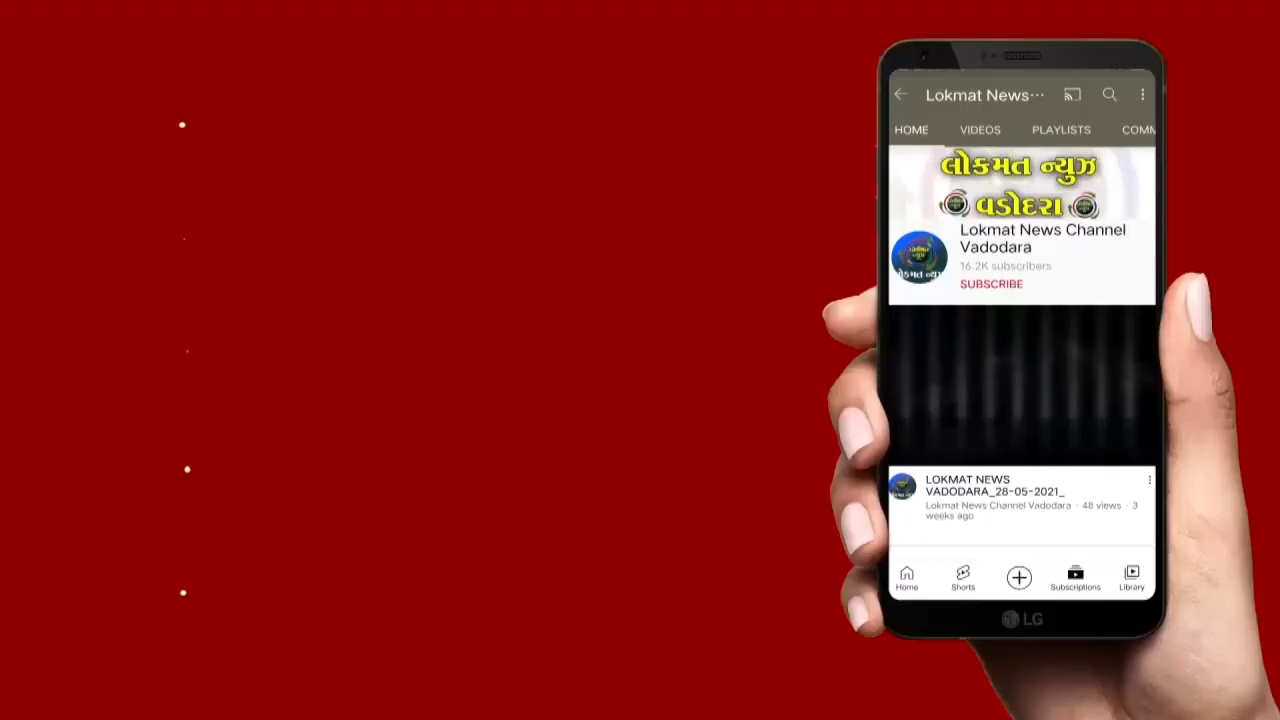 Lokmat News...
HOME VIDEOS PLAYLISTS COMM
લોકમત ન્યુઝ
વડોદરા
Lokmat News Channel
Vadodara
16.2K subscribers
SUBSCRIBE
LOKMAT NEWS
VADODARA_28-05-2021_
Lokmat News Channel Vadodara · 48 views · 3
weeks ago
Home Shorts Subscriptions Library
LG